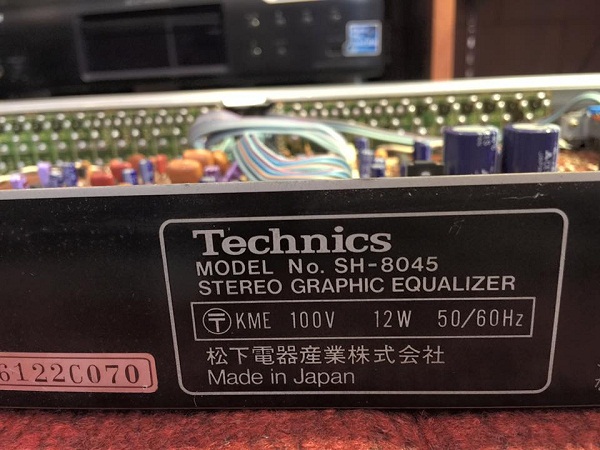 Technics
MODEL No. SH-8045
STEREO GRAPHIC EQUALIZER
〒 KME 100V 12W 50/60Hz
松下電器産業株式会社
Made in Japan
6122C070